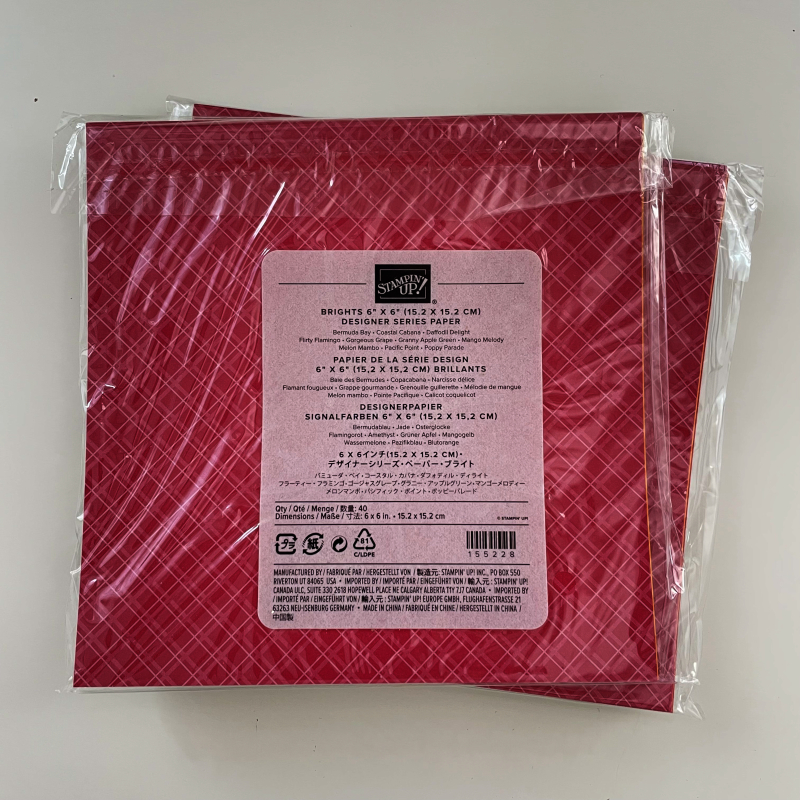 STAMPIN' UP!®
BRIGHTS 6" X 6" (15.2 X 15.2 CM)
DESIGNER SERIES PAPER
Bermuda Bay • Coastal Cabana • Daffodil Delight
Flirty Flamingo • Gorgeous Grape • Granny Apple Green • Mango Melody
Melon Mambo • Pacific Point • Poppy Parade
PAPIER DE LA SÉRIE DESIGN
6" X 6" (15,2 X 15,2 CM) BRILLANTS
Baie des Bermudes • Copacabana • Narcisse délice
Flamant fougueux • Grappe gourmande • Grenouille guillerette • Mélodie de mangue
Melon mambo • Pointe Pacifique • Calicot coquelicot
DESIGNERPAPIER
SIGNALFARBEN 6" X 6" (15,2 X 15,2 CM)
Bermudablau • Jade • Osterglocke
Flamingorot • Amethyst • Grüner Apfel • Mangogelb
Wassermelone • Pazifikblau • Blutorange
6 X 6インチ(15.2 X 15.2 CM)・
デザイナーシリーズ・ペーパー・ブライト
バミューダ・ベイ・コースタル・カバナ・ダフォディル・ディライト
フラーティー・フラミンゴ・ゴージャスグレープ・グラニー・アップルグリーン・マンゴーメロディー
メロンマンボ・パシフィック・ポイント・ポッピーパレード
Qty / Qté / Menge / 数量: 40
Dimensions / Maße / 寸法: 6 x 6 in. • 15.2 x 15.2 cm
© STAMPIN' UP!
プラ
紙
81
C/LDPE
155228
MANUFACTURED BY / FABRIQUÉ PAR / HERGESTELLT VON / 製造元: STAMPIN' UP! INC., PO BOX 550
RIVERTON UT 84065 USA • IMPORTED BY / IMPORTÉ PAR / EINGEFÜHRT VON / 輸入元: STAMPIN' UP!
CANADA ULC, SUITE 330 2618 HOPEWELL PLACE NE CALGARY ALBERTA T1Y 7J7 CANADA • IMPORTED BY
/ IMPORTÉ PAR / EINGEFÜHRT VON / 輸入元: STAMPIN' UP! EUROPE GMBH, FLUGHAFENSTRASSE 21
63263 NEU-ISENBURG GERMANY • MADE IN CHINA / FABRIQUÉ EN CHINE / HERGESTELLT IN CHINA /
中国製